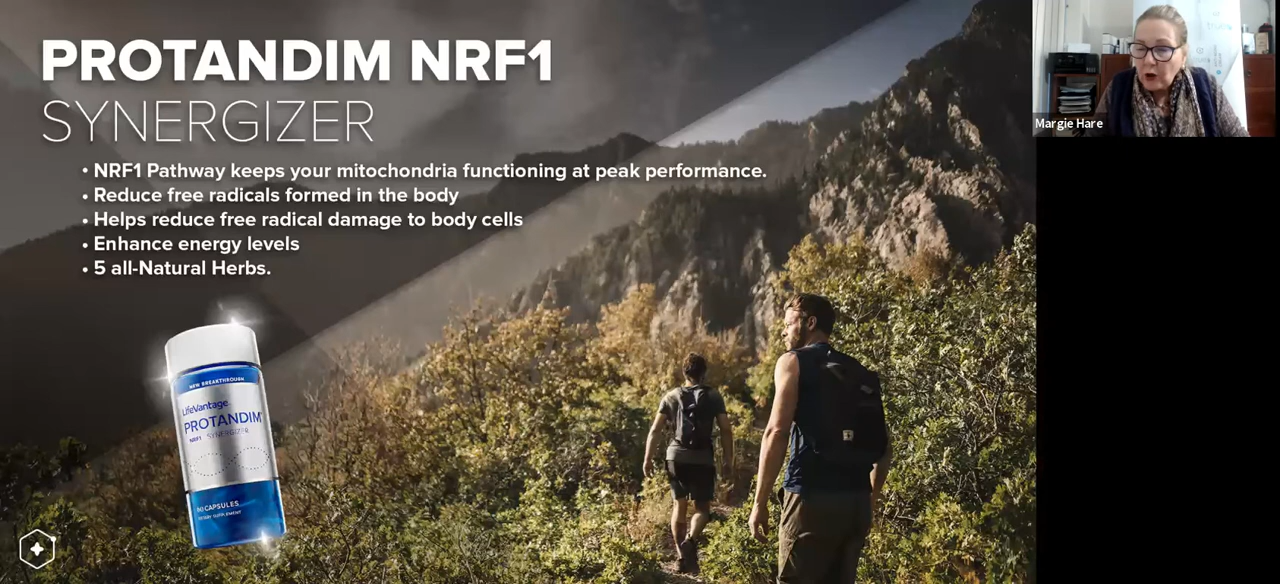 PROTANDIM NRF1
SYNERGIZER
• NRF1 Pathway keeps your mitochondria functioning at peak performance.
• Reduce free radicals formed in the body
• Helps reduce free radical damage to body cells
• Enhance energy levels
• 5 all-Natural Herbs.
NEW BREAKTHROUGH
LifeVantage
PROTANDIM
NRF1 SYNERGIZER
CAPSULES
DIETARY SUPPLEMENT
Margie Hare